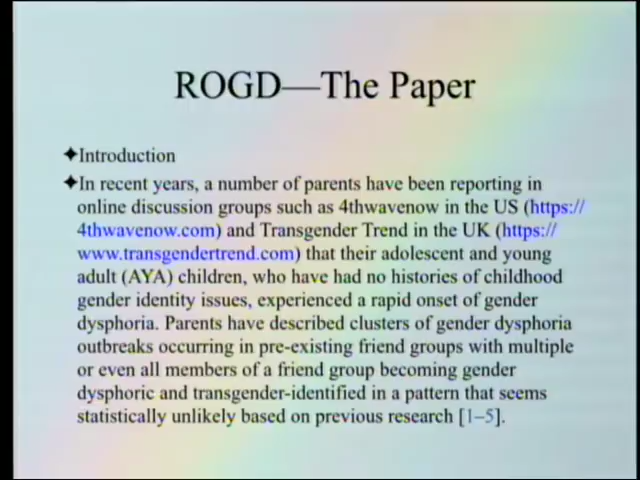 ROGD—The Paper
✦Introduction
✦In recent years, a number of parents have been reporting in
online discussion groups such as 4thwavenow in the US (https://
4thwavenow.com) and Transgender Trend in the UK (https://
www.transgendertrend.com) that their adolescent and young
adult (AYA) children, who have had no histories of childhood
gender identity issues, experienced a rapid onset of gender
dysphoria. Parents have described clusters of gender dysphoria
outbreaks occurring in pre-existing friend groups with multiple
or even all members of a friend group becoming gender
dysphoric and transgender-identified in a pattern that seems
statistically unlikely based on previous research [1–5].